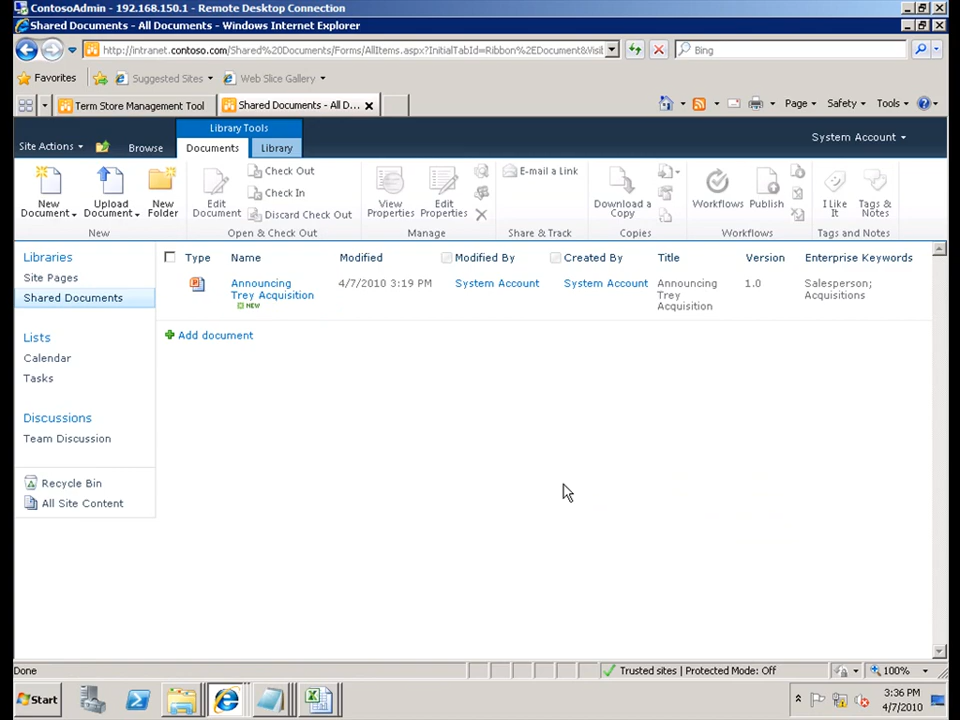 ContosoAdmin - 192.168.150.1 - Remote Desktop Connection
Shared Documents - All Documents - Windows Internet Explorer
http://intranet.contoso.com/Shared%20Documents/Forms/AllItems.aspx?InitialTabId=Ribbon%2EDocument&Visil
Bing
Favorites
Suggested Sites
Web Slice Gallery
Term Store Management Tool
Shared Documents - All D...
Page
Safety
Tools
Library Tools
System Account
Site Actions
Browse
Documents
Library
New Document
Upload Document
New Folder
Edit Document
Check Out
Check In
Discard Check Out
View Properties
Edit Properties
E-mail a link
Download a Copy
Workflows
Publish
I Like It
Tags & Notes
New
Open & Check Out
Manage
Share & Track
Copies
Workflows
Tags and Notes
Libraries
Site Pages
Shared Documents
Lists
Calendar
Tasks
Discussions
Team Discussion
Recycle Bin
All Site Content
Type
Name
Modified
Modified By
Created By
Title
Version
Enterprise Keywords
Announcing
Trey Acquisition
NEW
4/7/2010 3:19 PM
System Account
System Account
Announcing
Trey
Acquisition
1.0
Salesperson;
Acquisitions
Add document
Done
Trusted sites | Protected Mode: Off
100%
Start
3:36 PM
4/7/2010